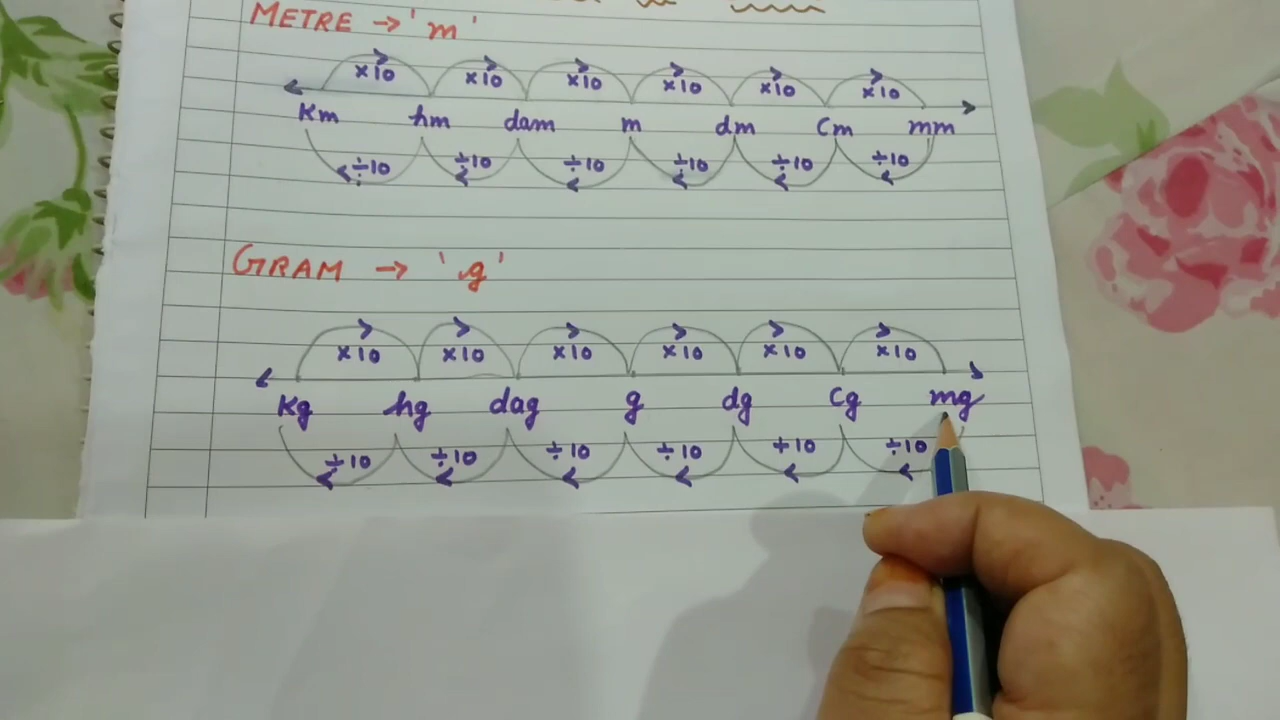 METRE → 'm'
×10 ×10 ×10 ×10 ×10 ×10
Km hm dam m dm Cm mm
÷10 ÷10 ÷10 ÷10 ÷10 ÷10
GRAM → 'g'
×10 ×10 ×10 ×10 ×10 ×10
Kg hg dag g dg Cg mg
÷10 ÷10 ÷10 ÷10 +10 ÷10